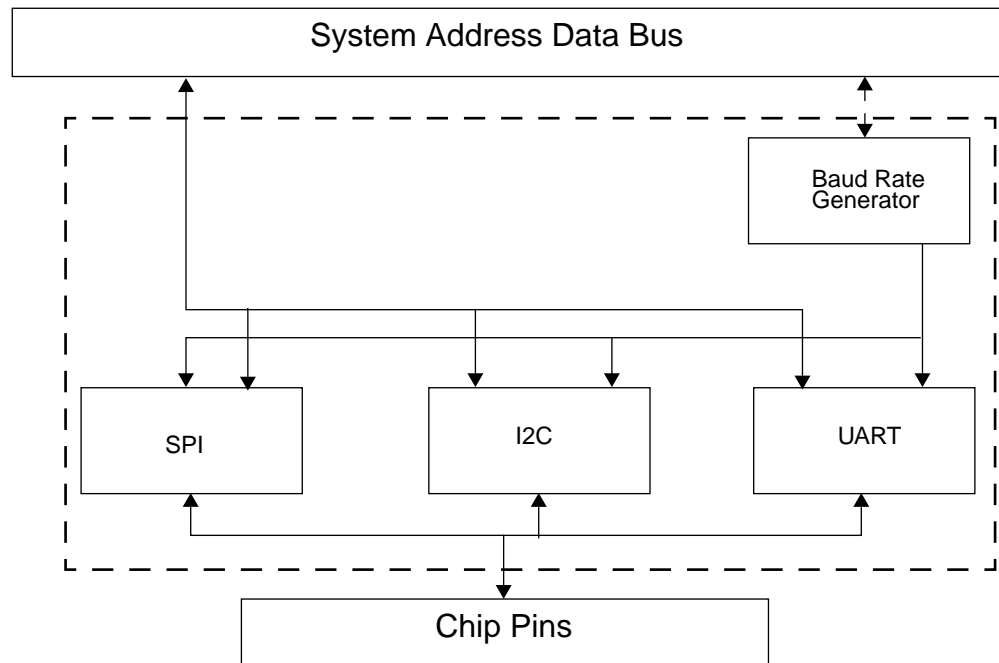 System Address Data Bus
Baud Rate
Generator
SPI
I2C
UART
Chip Pins